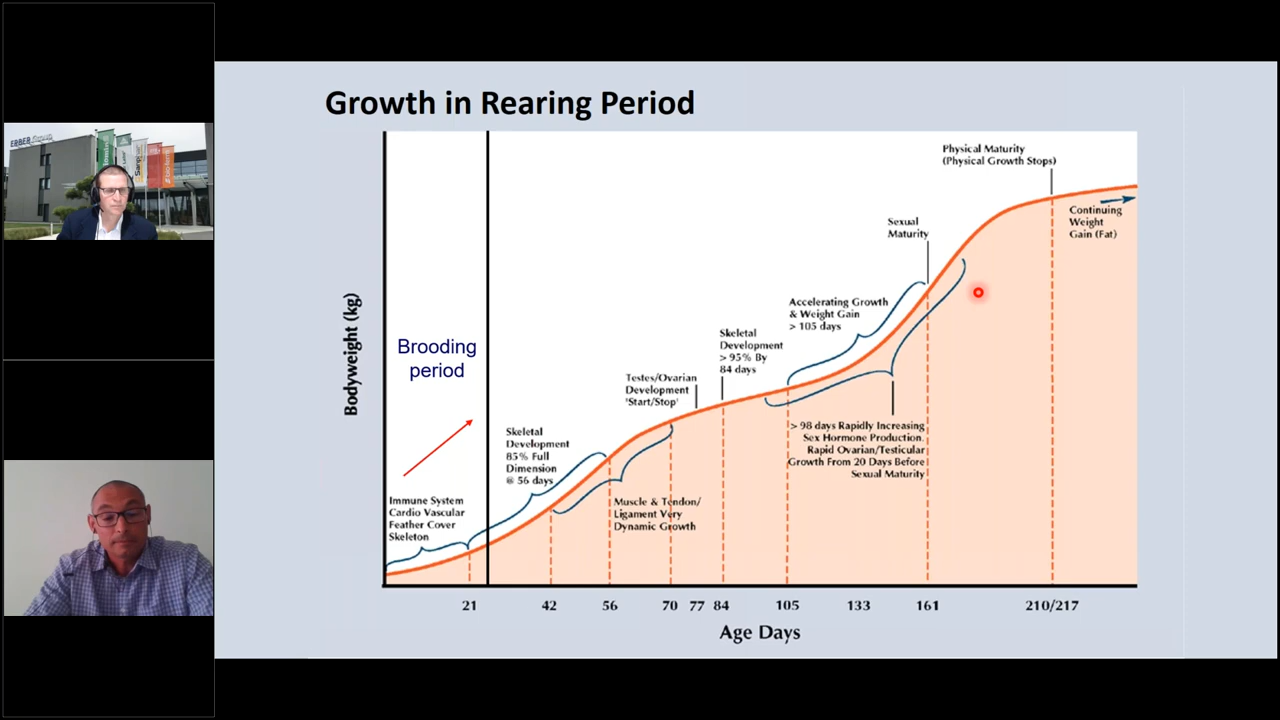 ERBER Group
Growth in Rearing Period
Bodyweight (kg)
Brooding
period
Immune System
Cardio Vascular
Feather Cover
Skeleton
Skeletal
Development
85% Full
Dimension
@ 56 days
Muscle & Tendon/
Ligament Very
Dynamic Growth
Testes/Ovarian
Development
'Start/Stop'
Skeletal
Development
> 95% By
84 days
Accelerating Growth
& Weight Gain
> 105 days
> 98 days Rapidly Increasing
Sex Hormone Production.
Rapid Ovarian/Testicular
Growth From 20 Days Before
Sexual Maturity
Sexual
Maturity
Physical Maturity
(Physical Growth Stops)
Continuing
Weight
Gain (Fat)
21 42 56 70 77 84 105 133 161 210/217
Age Days